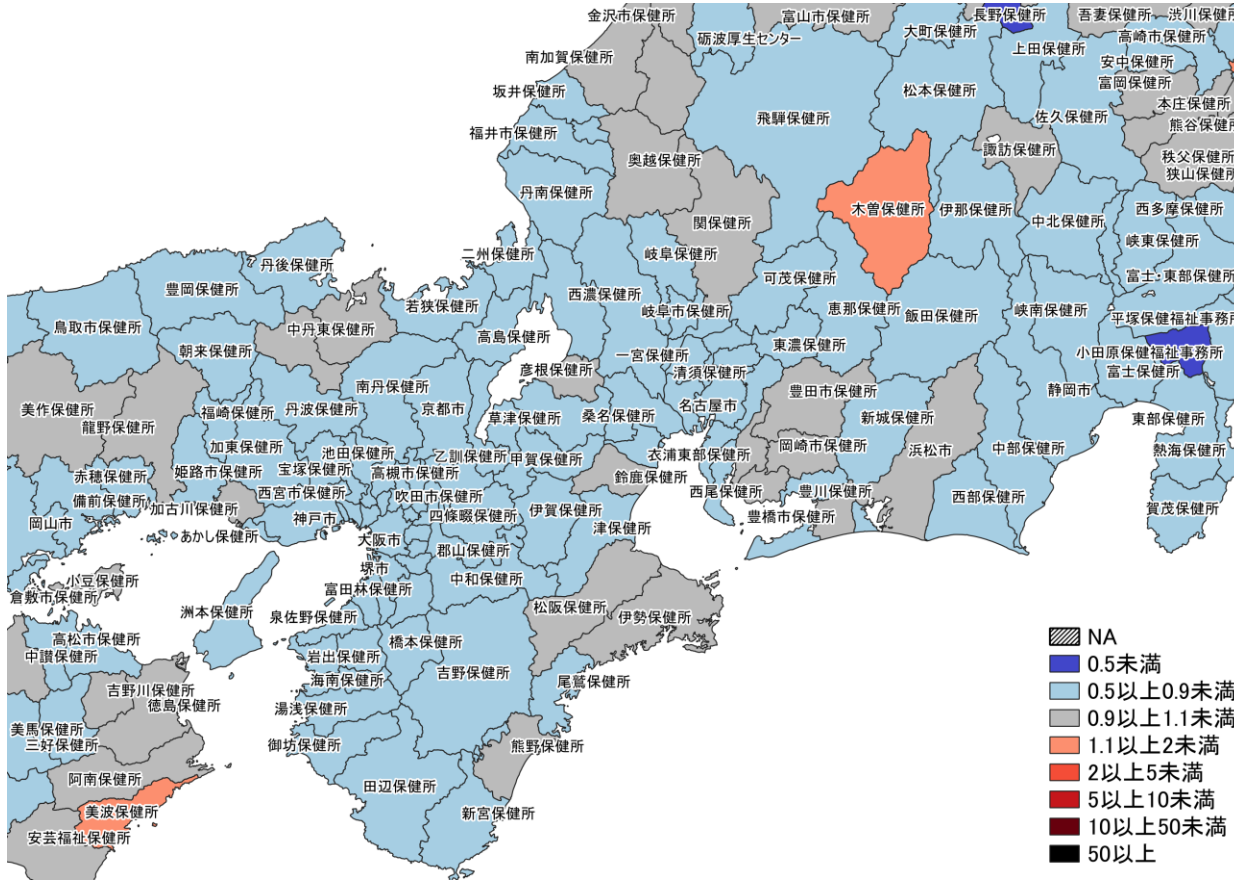 金沢市保健所
富山市保健所
長野保健所
吾妻保健所
渋川保健所
砺波厚生センター
大町保健所
高崎市保健所
南加賀保健所
上田保健所
安中保健所
富岡保健所
坂井保健所
松本保健所
本庄保健所
飛騨保健所
佐久保健所
熊谷保健所
福井市保健所
奥越保健所
諏訪保健所
秩父保健所
狭山保健所
丹南保健所
関保健所
木曽保健所
伊那保健所
中北保健所
西多摩保健所
峡東保健所
二州保健所
岐阜保健所
丹後保健所
可茂保健所
富士・東部保健所
豊岡保健所
西濃保健所
若狭保健所
岐阜市保健所
恵那保健所
飯田保健所
峡南保健所
平塚保健福祉事務所
鳥取市保健所
中丹東保健所
高島保健所
東濃保健所
朝来保健所
一宮保健所
小田原保健福祉事務所
彦根保健所
清須保健所
富士保健所
南丹保健所
豊田市保健所
静岡市
美作保健所
福崎保健所
丹波保健所
京都市
草津保健所
桑名保健所
名古屋市
新城保健所
東部保健所
龍野保健所
加東保健所
池田保健所
乙訓保健所
甲賀保健所
衣浦東部保健所
岡崎市保健所
浜松市
中部保健所
熱海保健所
赤穂保健所
姫路市保健所
宝塚保健所
高槻市保健所
鈴鹿保健所
備前保健所
加古川保健所
西宮市保健所
吹田市保健所
西尾保健所
豊川保健所
西部保健所
賀茂保健所
岡山市
神戸市
四條畷保健所
伊賀保健所
津保健所
豊橋市保健所
あかし保健所
大阪市
郡山保健所
小豆保健所
堺市
中和保健所
倉敷市保健所
富田林保健所
洲本保健所
泉佐野保健所
松阪保健所
伊勢保健所
高松市保健所
橋本保健所
中讃保健所
岩出保健所
吉野保健所
海南保健所
尾鷲保健所
吉野川保健所
徳島保健所
湯浅保健所
美馬保健所
三好保健所
御坊保健所
熊野保健所
阿南保健所
田辺保健所
美波保健所
新宮保健所
安芸福祉保健所
NA
0.5未満
0.5以上0.9未満
0.9以上1.1未満
1.1以上2未満
2以上5未満
5以上10未満
10以上50未満
50以上